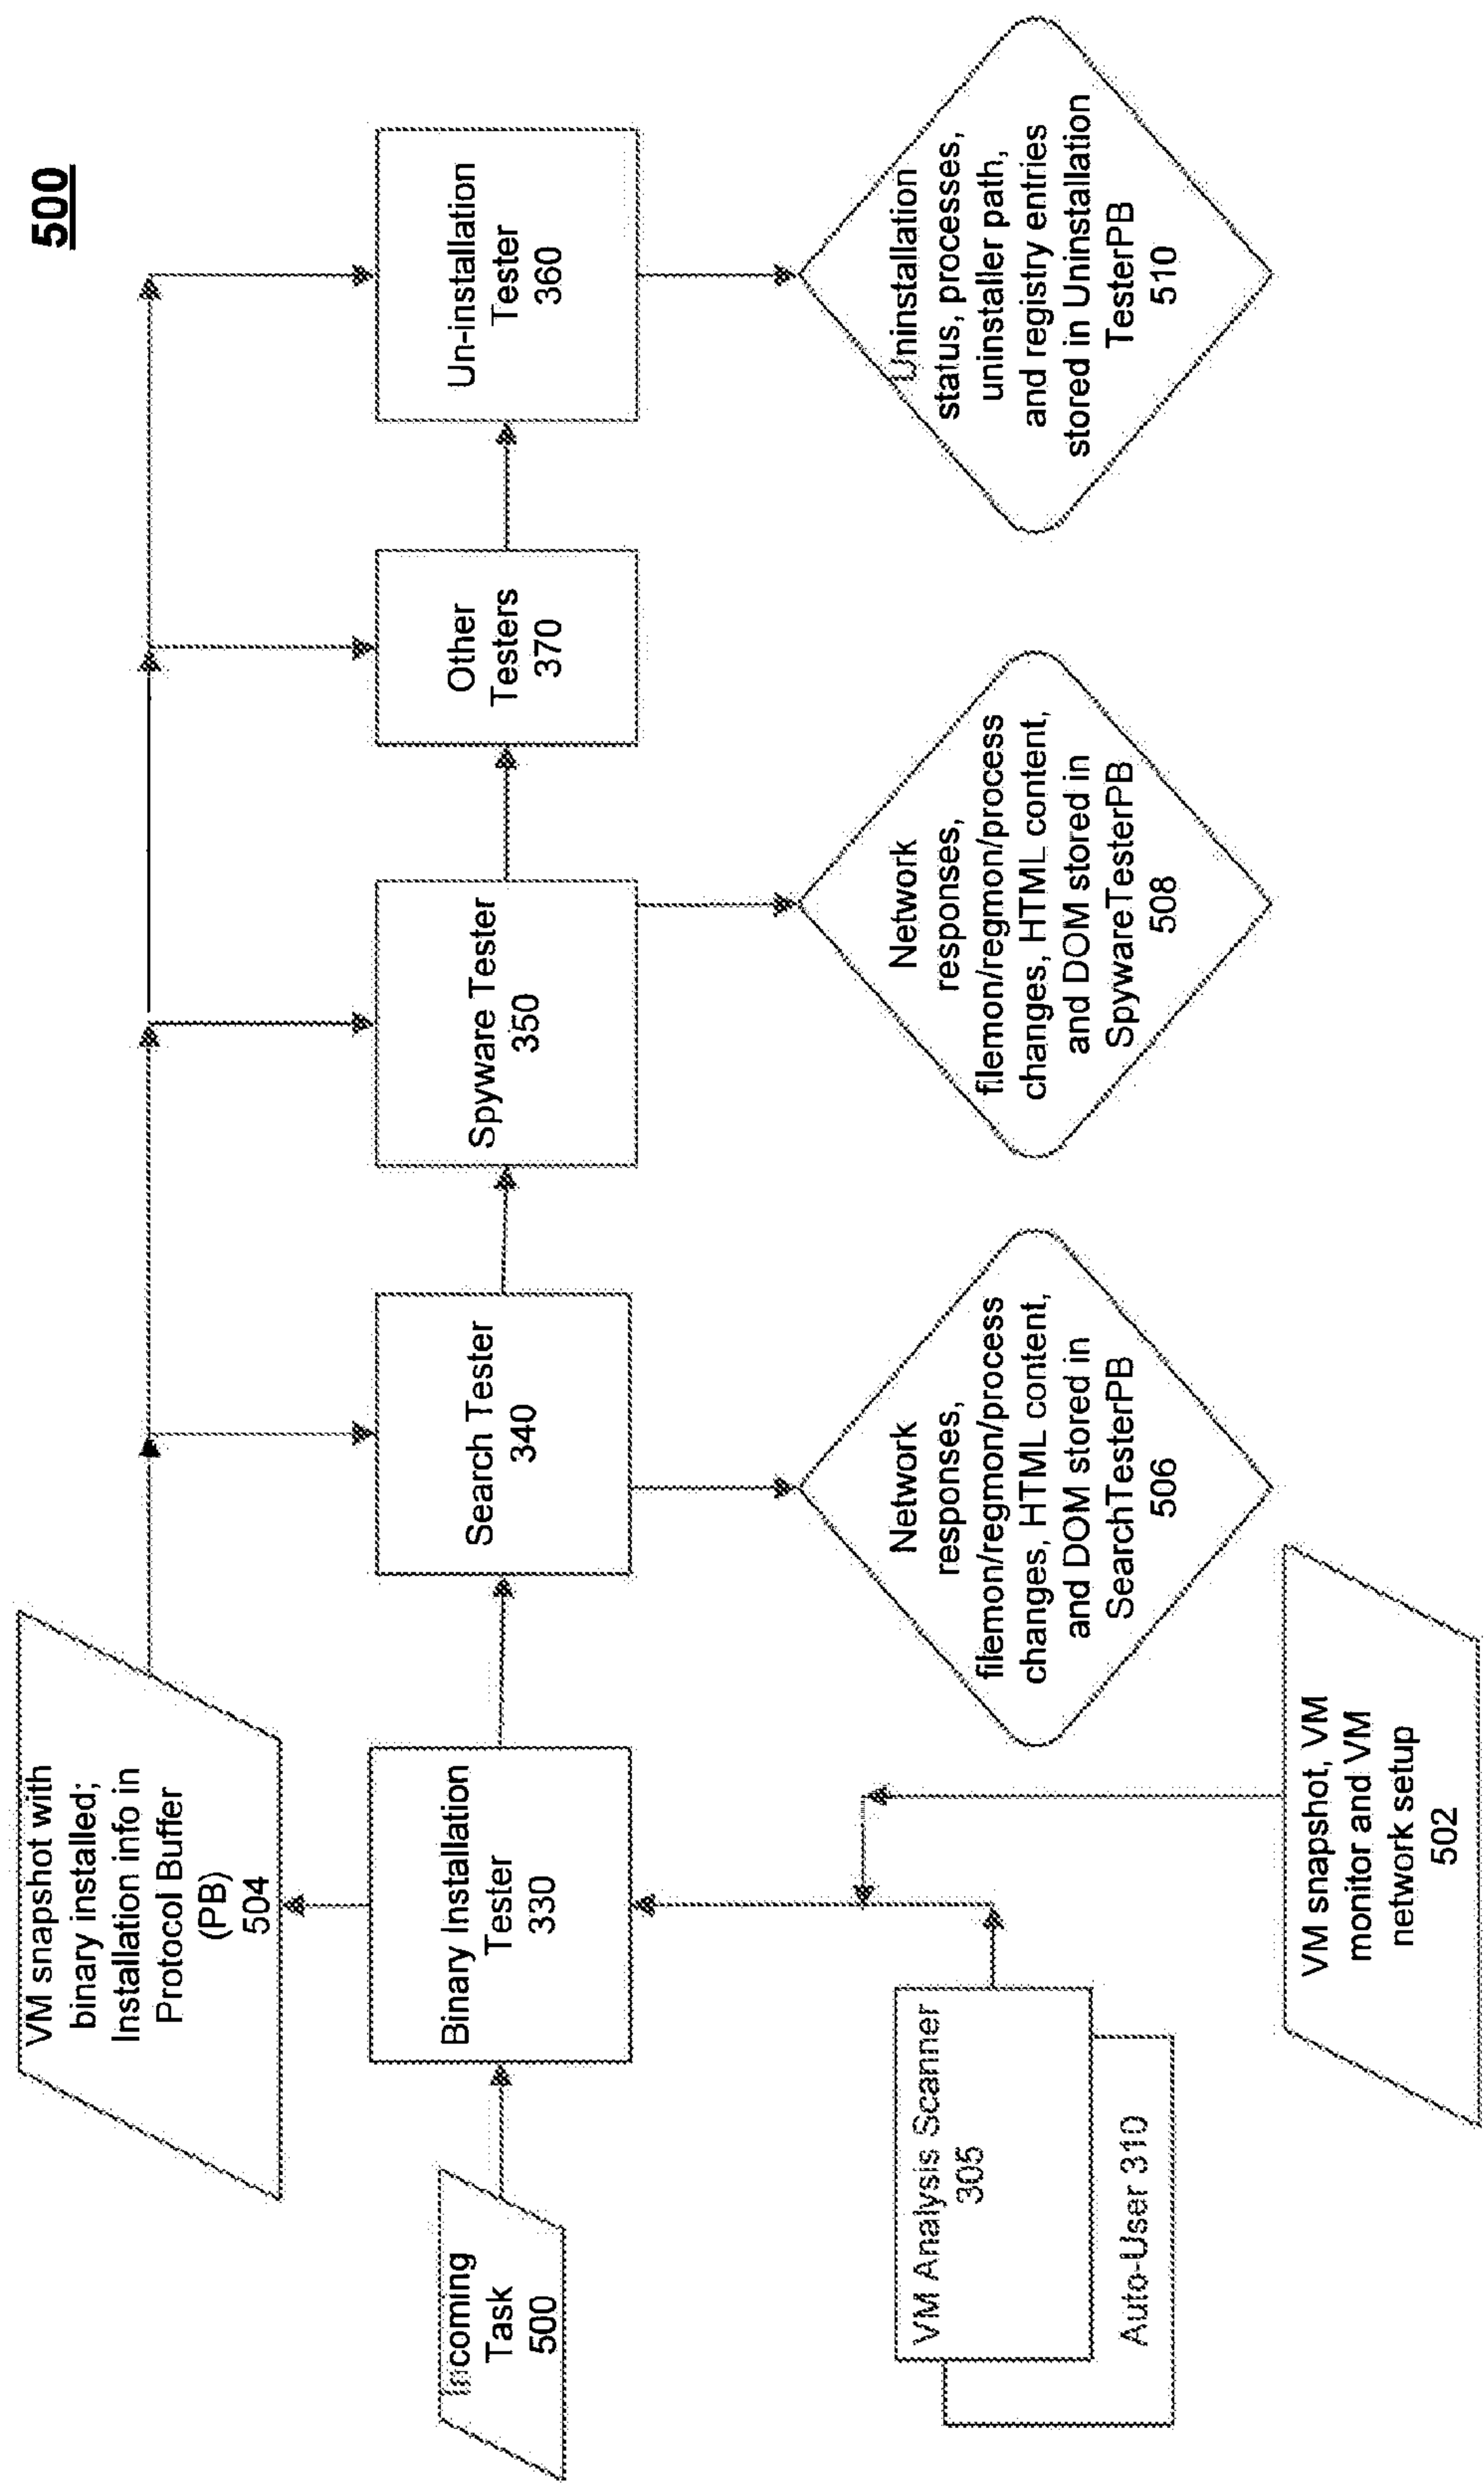 500
VM snapshot with
binary installed;
Installation info in
Protocol Buffer
(PB)
504
Incoming
Task
500
Binary Installation
Tester
330
Search Tester
340
Spyware Tester
350
Other
Testers
370
Un-installation
Tester
360
VM Analysis Scanner
305
Auto-User 310
VM snapshot, VM
monitor and VM
network setup
502
Network
responses,
filemon/regmon/process
changes, HTML content,
and DOM stored in
SearchTesterPB
506
Network
responses,
filemon/regmon/process
changes, HTML content,
and DOM stored in
SpywareTesterPB
508
Uninstallation
status, processes,
uninstaller path,
and registry entries
stored in Uninstallation
TesterPB
510